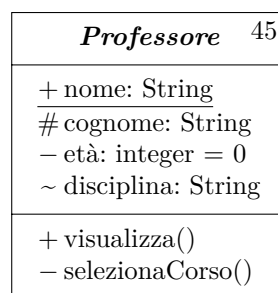 Professore 45
+ nome: String
# cognome: String
− età: integer = 0
~ disciplina: String
+ visualizza()
− selezionaCorso()